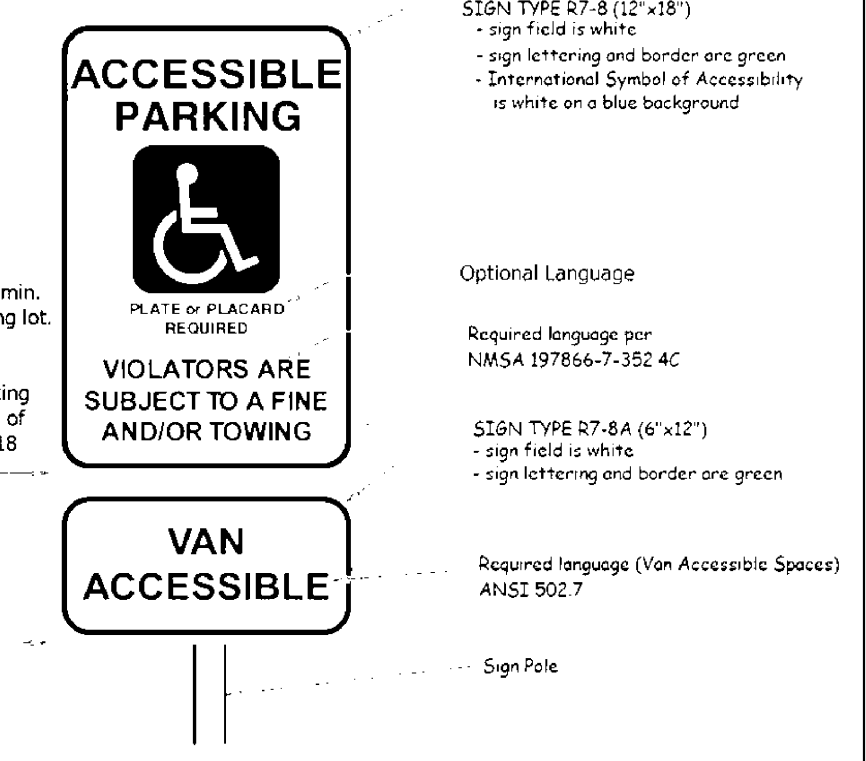 SIGN TYPE R7-8 (12"x18")
- sign field is white
- sign lettering and border are green
- International Symbol of Accessibility
is white on a blue background
ACCESSIBLE
PARKING
PLATE or PLACARD
REQUIRED
VIOLATORS ARE
SUBJECT TO A FINE
AND/OR TOWING
VAN
ACCESSIBLE
min.
ng lot.
king
of
18
Optional Language
Required language per
NMSA 197866-7-352 4C
SIGN TYPE R7-8A (6"x12")
- sign field is white
- sign lettering and border are green
Required language (Van Accessible Spaces)
ANSI 502.7
Sign Pole